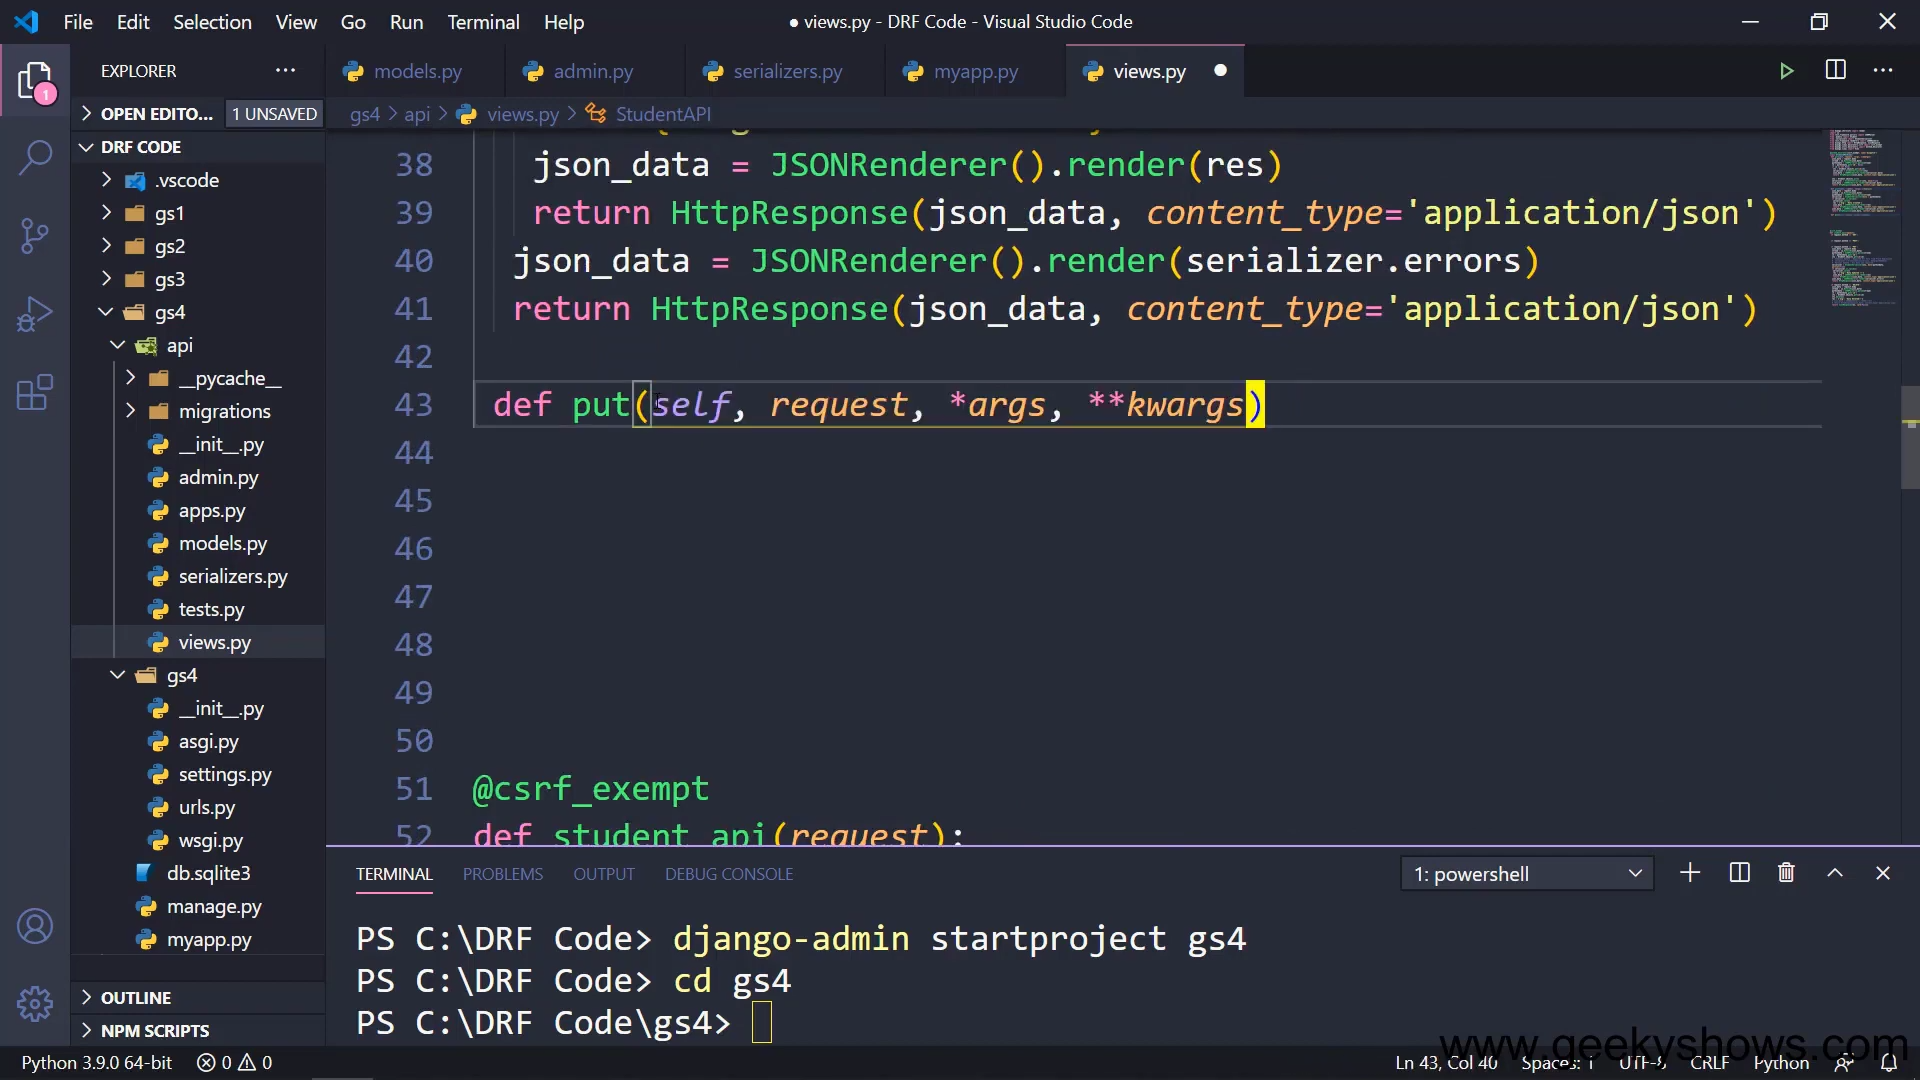 File Edit Selection View Go Run Terminal Help
● views.py - DRF Code - Visual Studio Code
EXPLORER
models.py admin.py serializers.py myapp.py views.py
OPEN EDITO... 1 UNSAVED
gs4 > api > views.py > StudentAPI
DRF CODE
.vscode
gs1
gs2
gs3
gs4
api
__pycache__
migrations
__init__.py
admin.py
apps.py
models.py
serializers.py
tests.py
views.py
gs4
__init__.py
asgi.py
settings.py
urls.py
wsgi.py
db.sqlite3
manage.py
myapp.py
OUTLINE
NPM SCRIPTS
1
38 json_data = JSONRenderer().render(res)
39 return HttpResponse(json_data, content_type='application/json')
40 json_data = JSONRenderer().render(serializer.errors)
41 return HttpResponse(json_data, content_type='application/json')
42
43 def put(self, request, *args, **kwargs)
44
45
46
47
48
49
50
51 @csrf_exempt
52 def student_api(request):
TERMINAL PROBLEMS OUTPUT DEBUG CONSOLE 1: powershell
PS C:\DRF Code> django-admin startproject gs4
PS C:\DRF Code> cd gs4
PS C:\DRF Code\gs4>
www.geekyshows.com
Python 3.9.0 64-bit 0 0 Ln 43, Col 40 Spaces: 1 UTF-8 CRLF Python